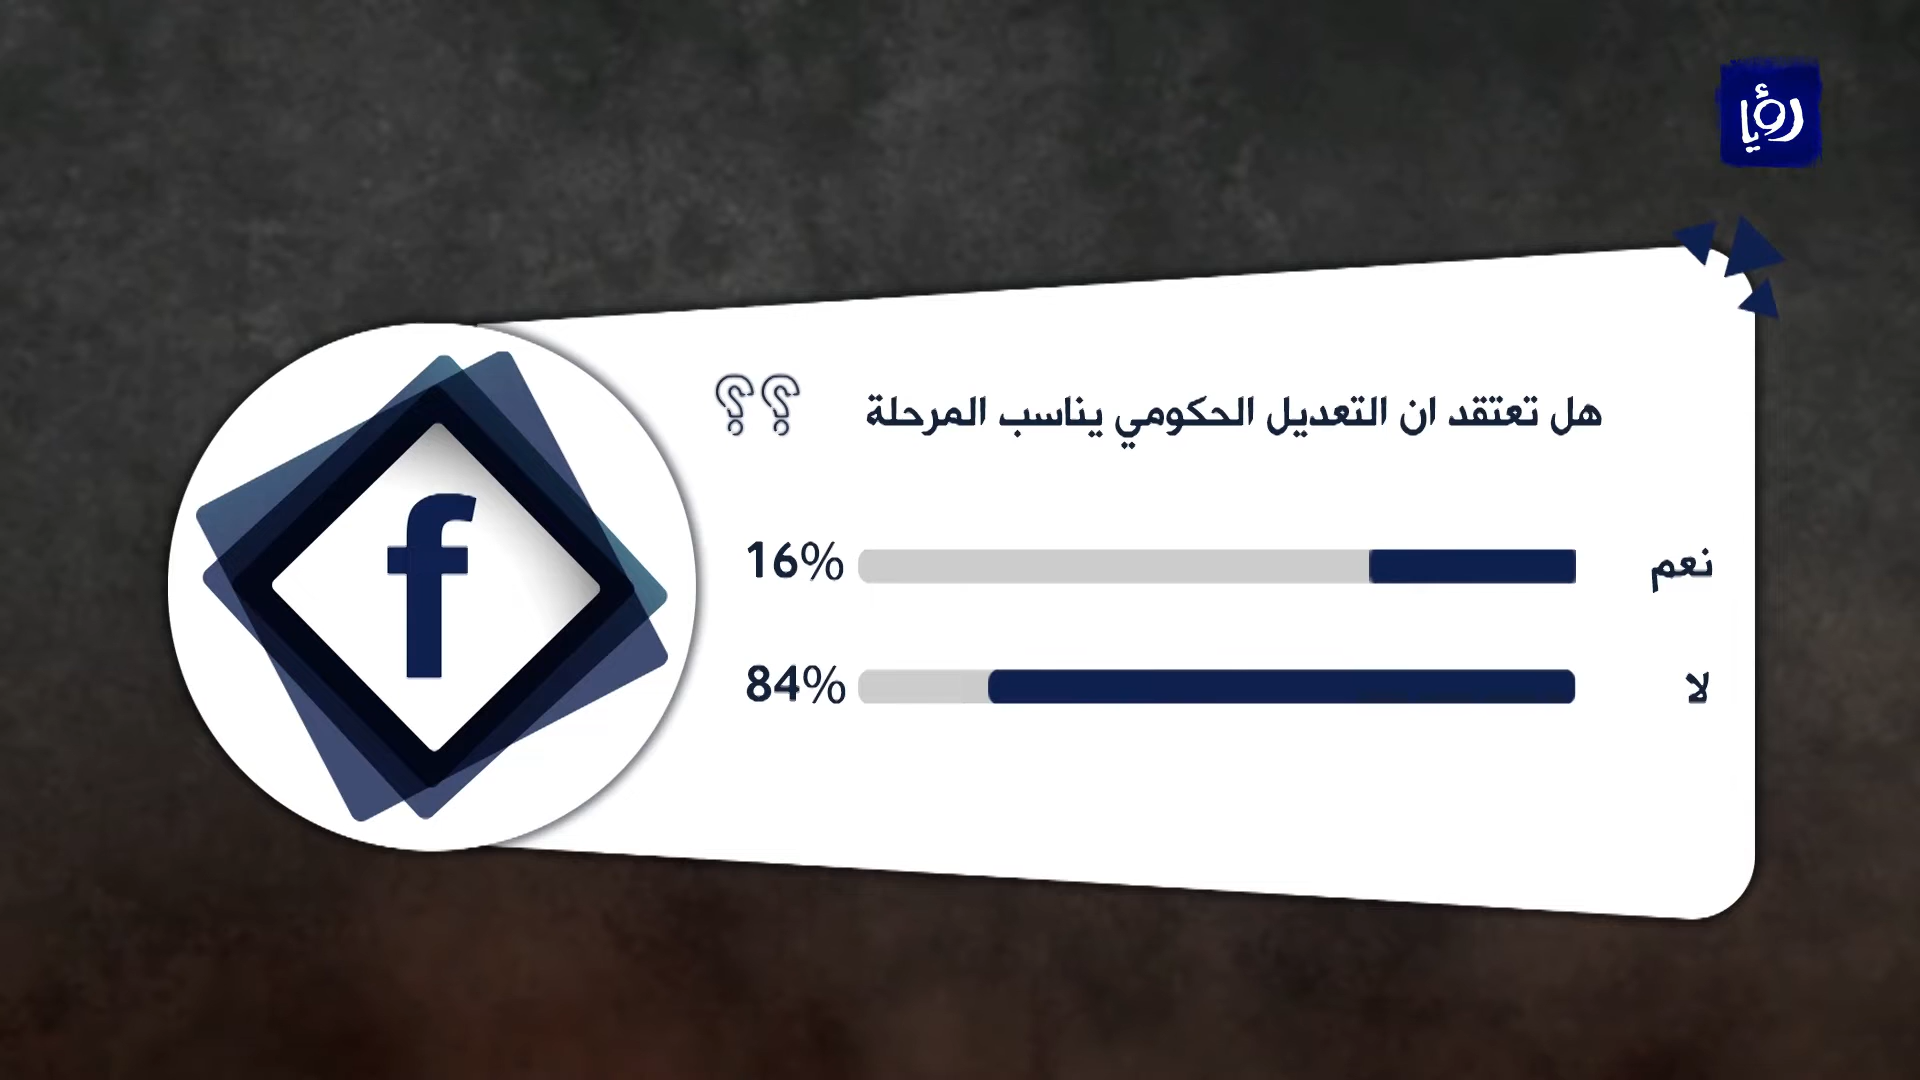 رؤيا
هل تعتقد ان التعديل الحكومي يناسب المرحلة ؟؟
نعم 16%
لا 84%
f